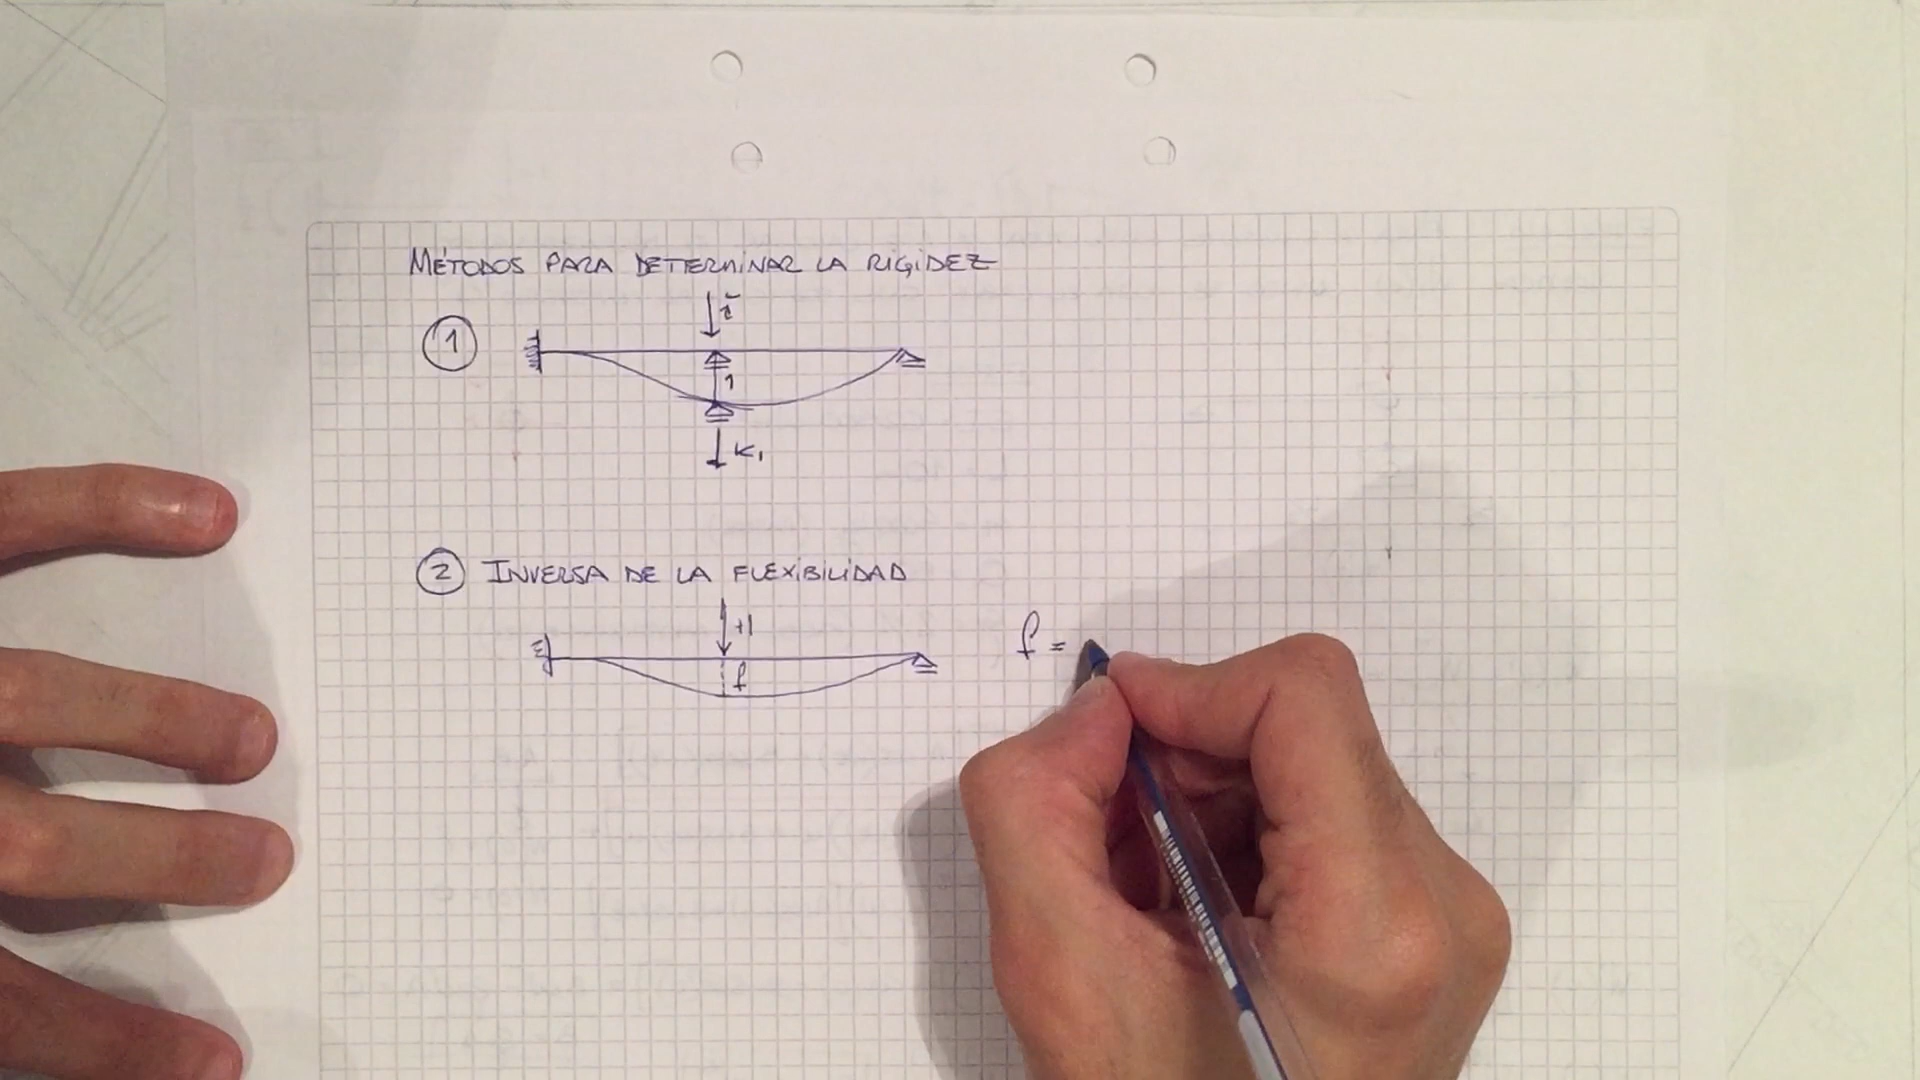 MÉTODOS PARA DETERMINAR LA RIGIDEZ
1
1
K₁
2 INVERSA DE LA FLEXIBILIDAD
+1
f
f =